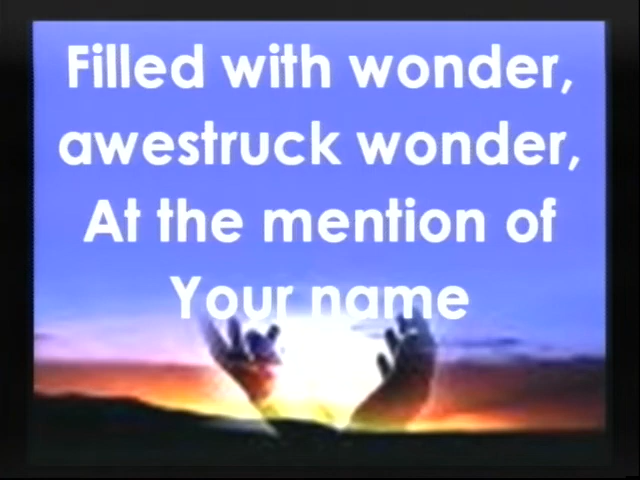 Filled with wonder,
awestruck wonder,
At the mention of
Your name